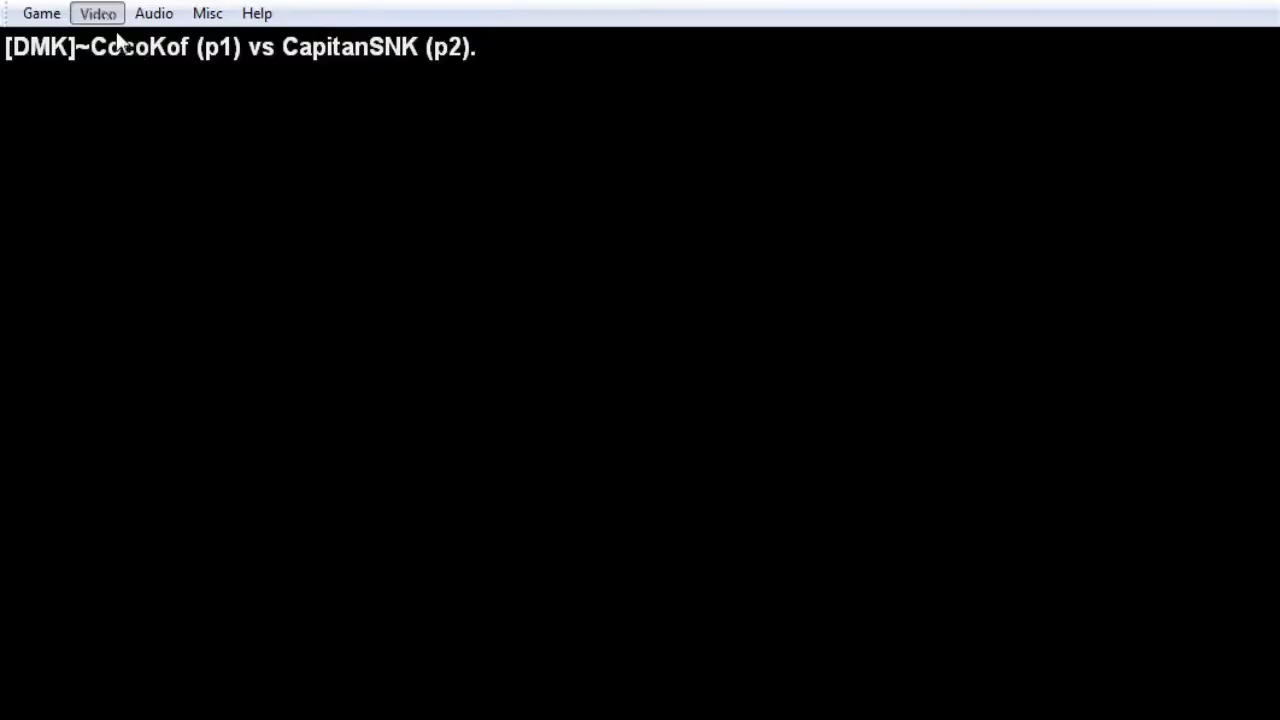 Game Video Audio Misc Help
[DMK]~CocoKof (p1) vs CapitanSNK (p2).